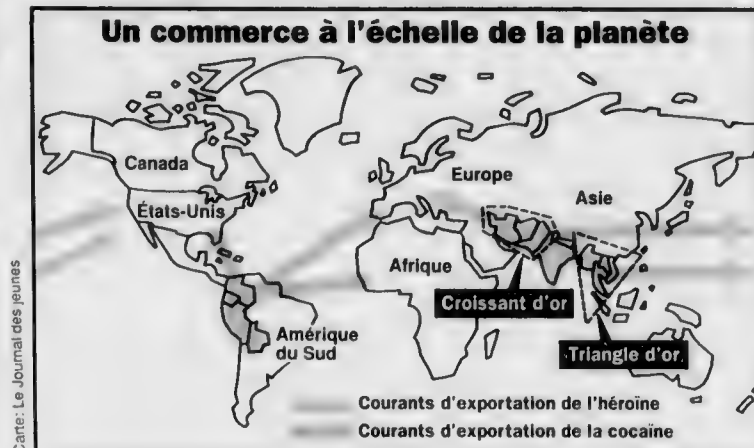 Un commerce à l'échelle de la planète
Canada
États-Unis
Europe
Asie
Afrique
Croissant d'or
Amérique
du Sud
Triangle d'or
Courants d'exportation de l'héroïne
Courants d'exportation de la cocaïne
Carte: Le Journal des jeunes